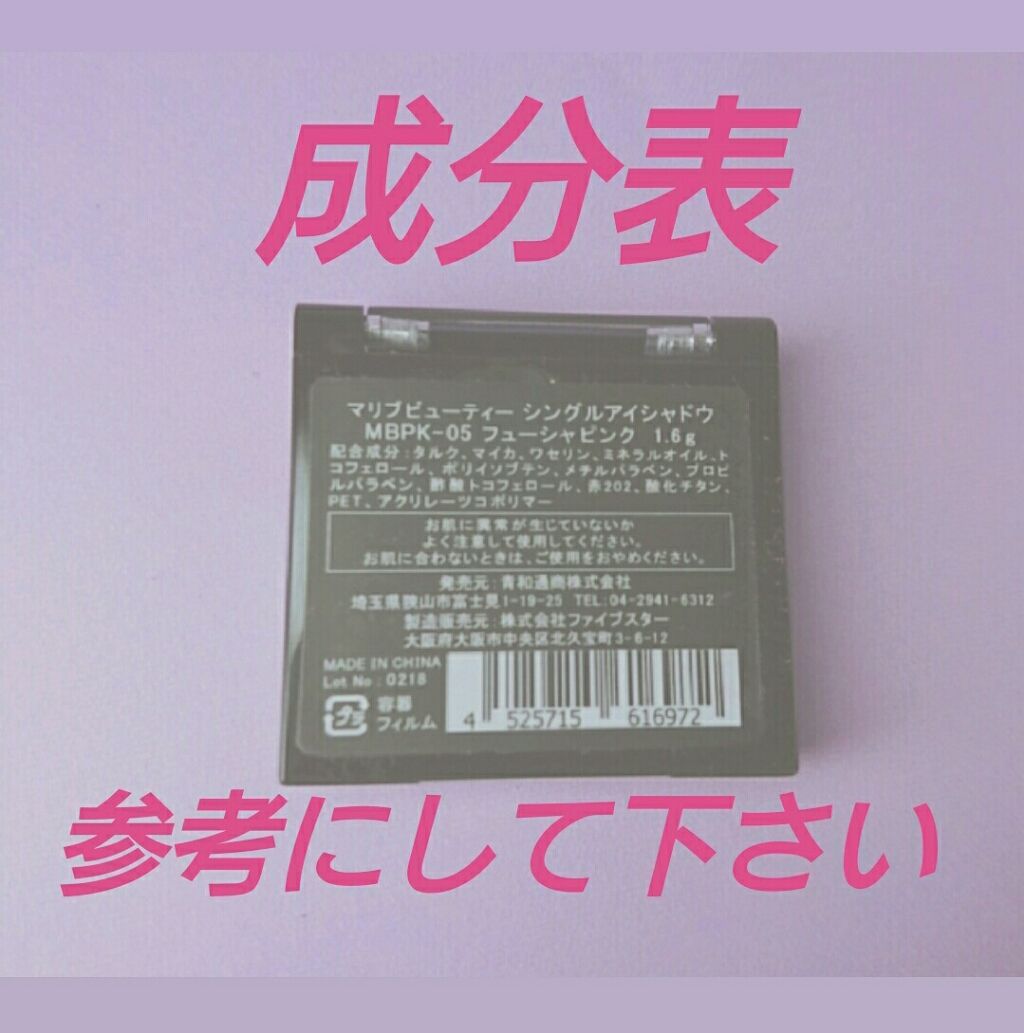 成分表
マリブビューティー シングルアイシャドウ
MBPK-05 フューシャピンク 1.6g
配合成分:タルク、マイカ、ワセリン、ミネラルオイル、ト
コフェロール、ポリイソブテン、メチルパラベン、プロピ
ルパラベン、酢酸トコフェロール、赤202、酸化チタン、
PET、アクリレーツコポリマー
お肌に異常が生じていないか
よく注意して使用してください。
お肌に合わないときは、ご使用をおやめください。
発売元:青和通商株式会社
埼玉県狭山市富士見1-19-25 TEL:04-2941-6312
製造販売元:株式会社ファイブスター
大阪府大阪市中央区北久宝町3-6-12
MADE IN CHINA
Lot No:0218
プラ
容器
フィルム
4 525715 616972
参考にして下さい